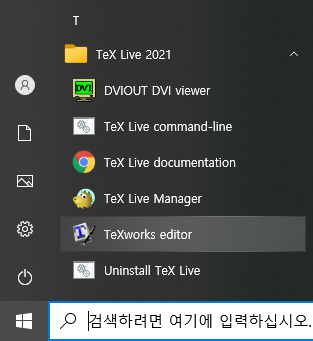 T
TeX Live 2021
DVI
DVIOUT DVI viewer
TeX Live command-line
TeX Live documentation
TeX Live Manager
TeXworks editor
Uninstall TeX Live
검색하려면 여기에 입력하십시오.